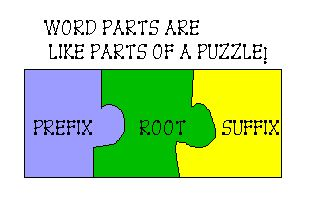 WORD PARTS ARE
LIKE PARTS OF A PUZZLE!
PREFIX ROOT SUFFIX